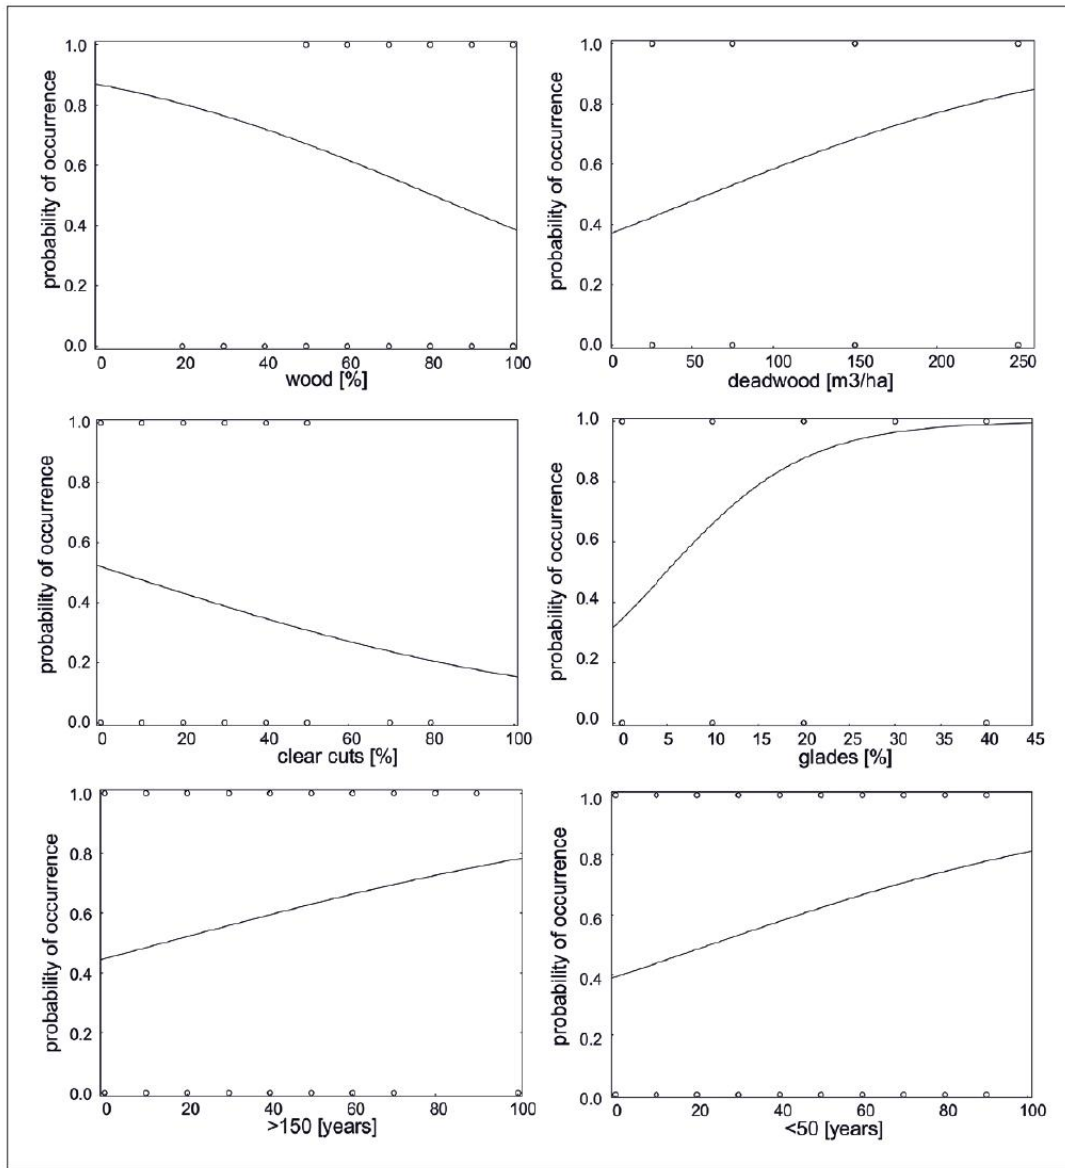 probability of occurrence
1.0
0.8
0.6
0.4
0.2
0.0
0 20 40 60 80 100
wood [%]
probability of occurrence
1.0
0.8
0.6
0.4
0.2
0.0
0 50 100 150 200 250
deadwood [m3/ha]
probability of occurrence
1.0
0.8
0.6
0.4
0.2
0.0
0 20 40 60 80 100
clear cuts [%]
probability of occurrence
1.0
0.8
0.6
0.4
0.2
0.0
0 5 10 15 20 25 30 35 40 45
glades [%]
probability of occurrence
1.0
0.8
0.6
0.4
0.2
0.0
0 10 20 30 40 50 60 70 80 100
>150 [years]
probability of occurrence
1.0
0.8
0.6
0.4
0.2
0.0
0 20 40 60 80 100
<50 [years]